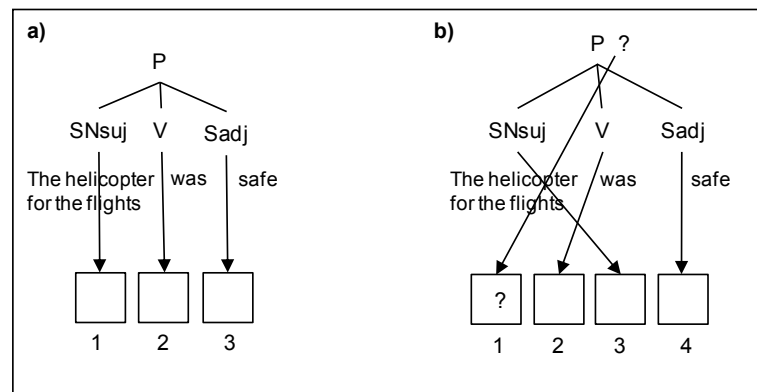 a)
P
SNsuj V Sadj
The helicopter
for the flights
was
safe
1 2 3
b)
P ?
SNsuj V Sadj
The helicopter
for the flights
was
safe
?
1 2 3 4